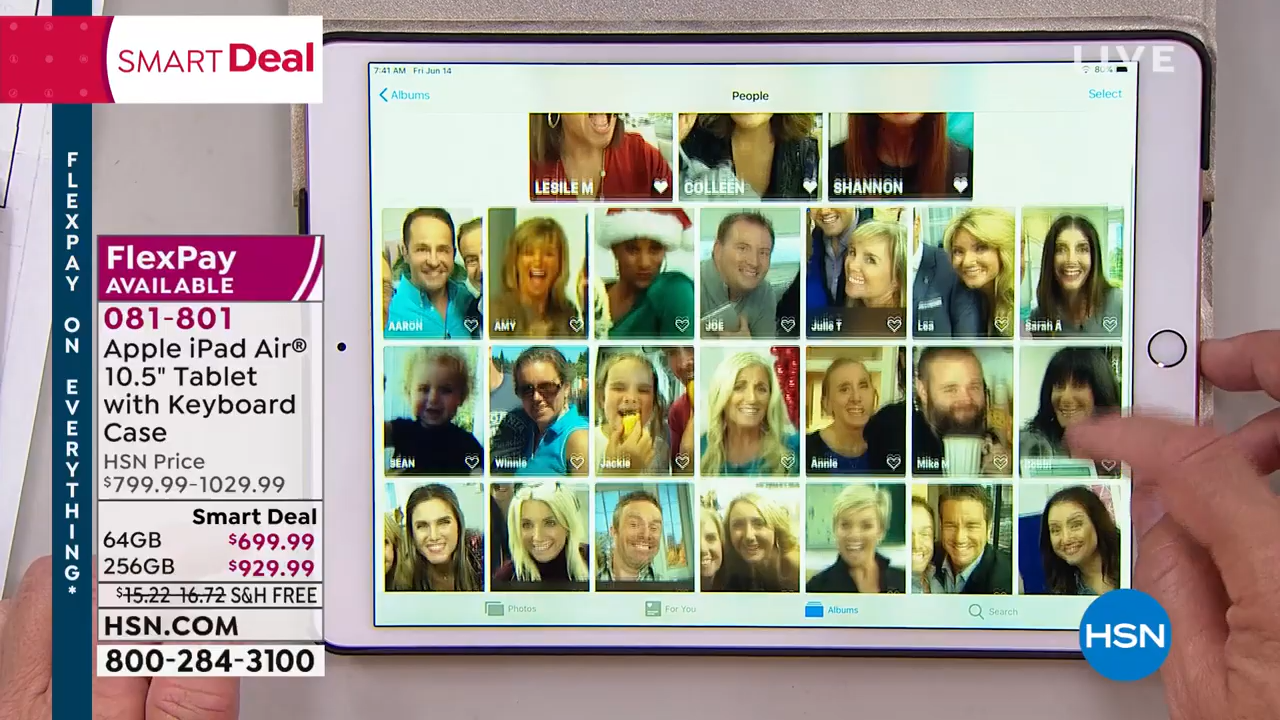 SMART Deal
LIVE
FLEXPAY ON EVERYTHING*
FlexPay
AVAILABLE
081-801
Apple iPad Air®
10.5" Tablet
with Keyboard
Case
HSN Price
$799.99-1029.99
Smart Deal
64GB $699.99
256GB $929.99
$15.22-16.72 S&H FREE
HSN.COM
800-284-3100
7:41 AM Fri Jun 14
80%
Albums
People
Select
LESILE M
COLLEEN
SHANNON
AARON
AMY
JOE
Julie T
Lea
Sarah A
SEAN
Winnie
Jackie
Annie
Mike M
Photos
For You
Albums
Search
HSN